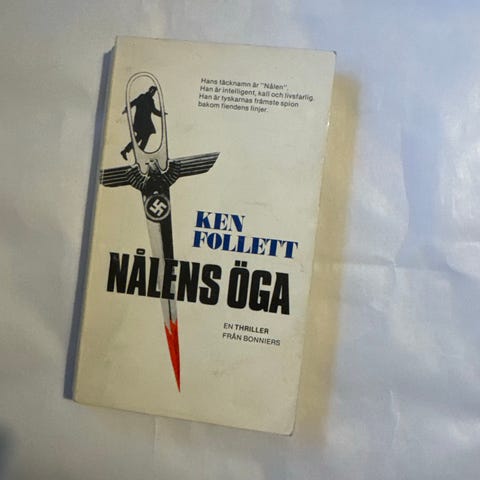 Hans täcknamn är "Nålen".
Han är intelligent, kall och livsfarlig.
Han är tyskarnas främste spion
bakom fiendens linjer.
KEN
FOLLETT
NÅLENS ÖGA
EN THRILLER
FRÅN BONNIERS